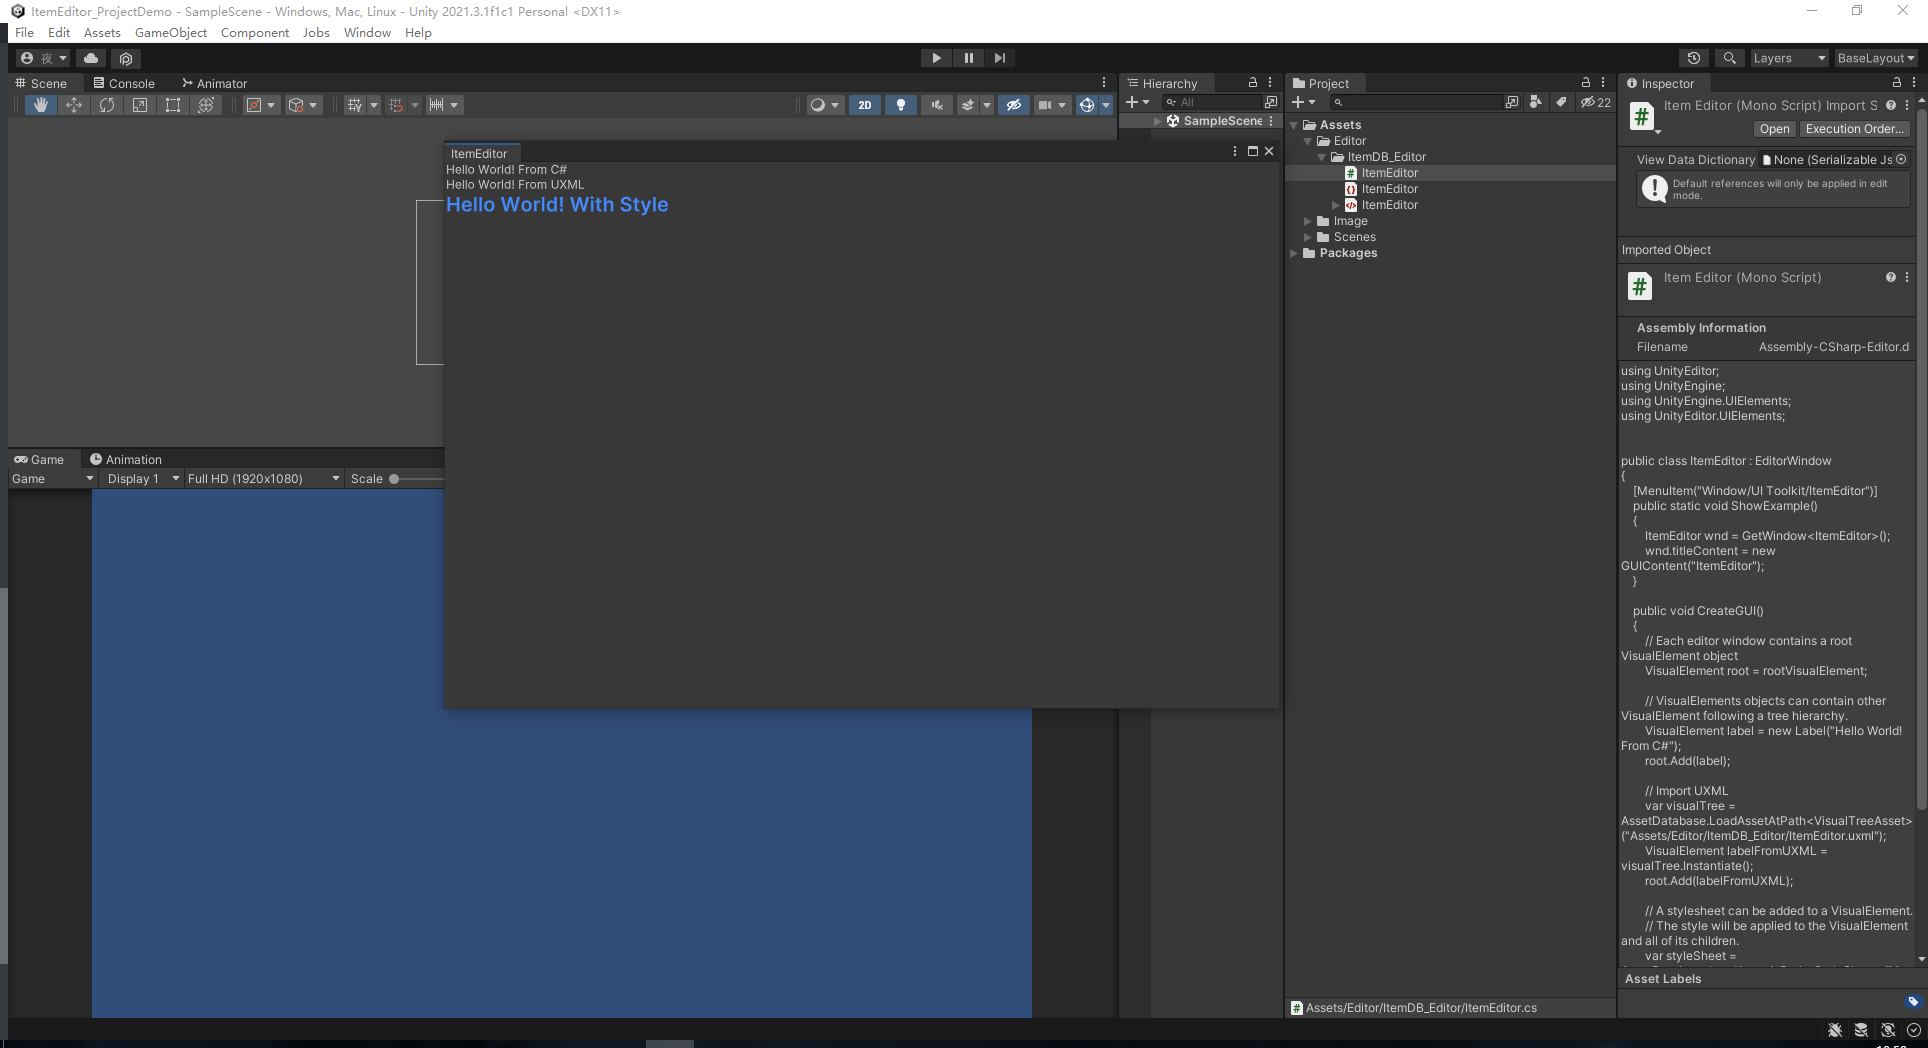 ItemEditor_ProjectDemo - SampleScene - Windows, Mac, Linux - Unity 2021.3.1f1c1 Personal <DX11>
File Edit Assets GameObject Component Jobs Window Help
夜
Layers
BaseLayout
Scene
Console
Animator
2D
Hierarchy
All
SampleScene
Project
22
Assets
Editor
ItemDB_Editor
ItemEditor
ItemEditor
ItemEditor
Image
Scenes
Packages
Assets/Editor/ItemDB_Editor/ItemEditor.cs
ItemEditor
Hello World! From C#
Hello World! From UXML
Hello World! With Style
Game
Animation
Game
Display 1
Full HD (1920x1080)
Scale
Inspector
Item Editor (Mono Script) Import S
Open
Execution Order...
View Data Dictionary
None (Serializable Js
Default references will only be applied in edit
mode.
Imported Object
Item Editor (Mono Script)
Assembly Information
Filename Assembly-CSharp-Editor.d
using UnityEditor;
using UnityEngine;
using UnityEngine.UIElements;
using UnityEditor.UIElements;
public class ItemEditor : EditorWindow
{
[MenuItem("Window/UI Toolkit/ItemEditor")]
public static void ShowExample()
{
ItemEditor wnd = GetWindow<ItemEditor>();
wnd.titleContent = new
GUIContent("ItemEditor");
}
public void CreateGUI()
{
// Each editor window contains a root
VisualElement object
VisualElement root = rootVisualElement;
// VisualElements objects can contain other
VisualElement following a tree hierarchy.
VisualElement label = new Label("Hello World!
From C#");
root.Add(label);
// Import UXML
var visualTree =
AssetDatabase.LoadAssetAtPath<VisualTreeAsset>
("Assets/Editor/ItemDB_Editor/ItemEditor.uxml");
VisualElement labelFromUXML =
visualTree.Instantiate();
root.Add(labelFromUXML);
// A stylesheet can be added to a VisualElement.
// The style will be applied to the VisualElement
and all of its children.
var styleSheet =
Asset Labels